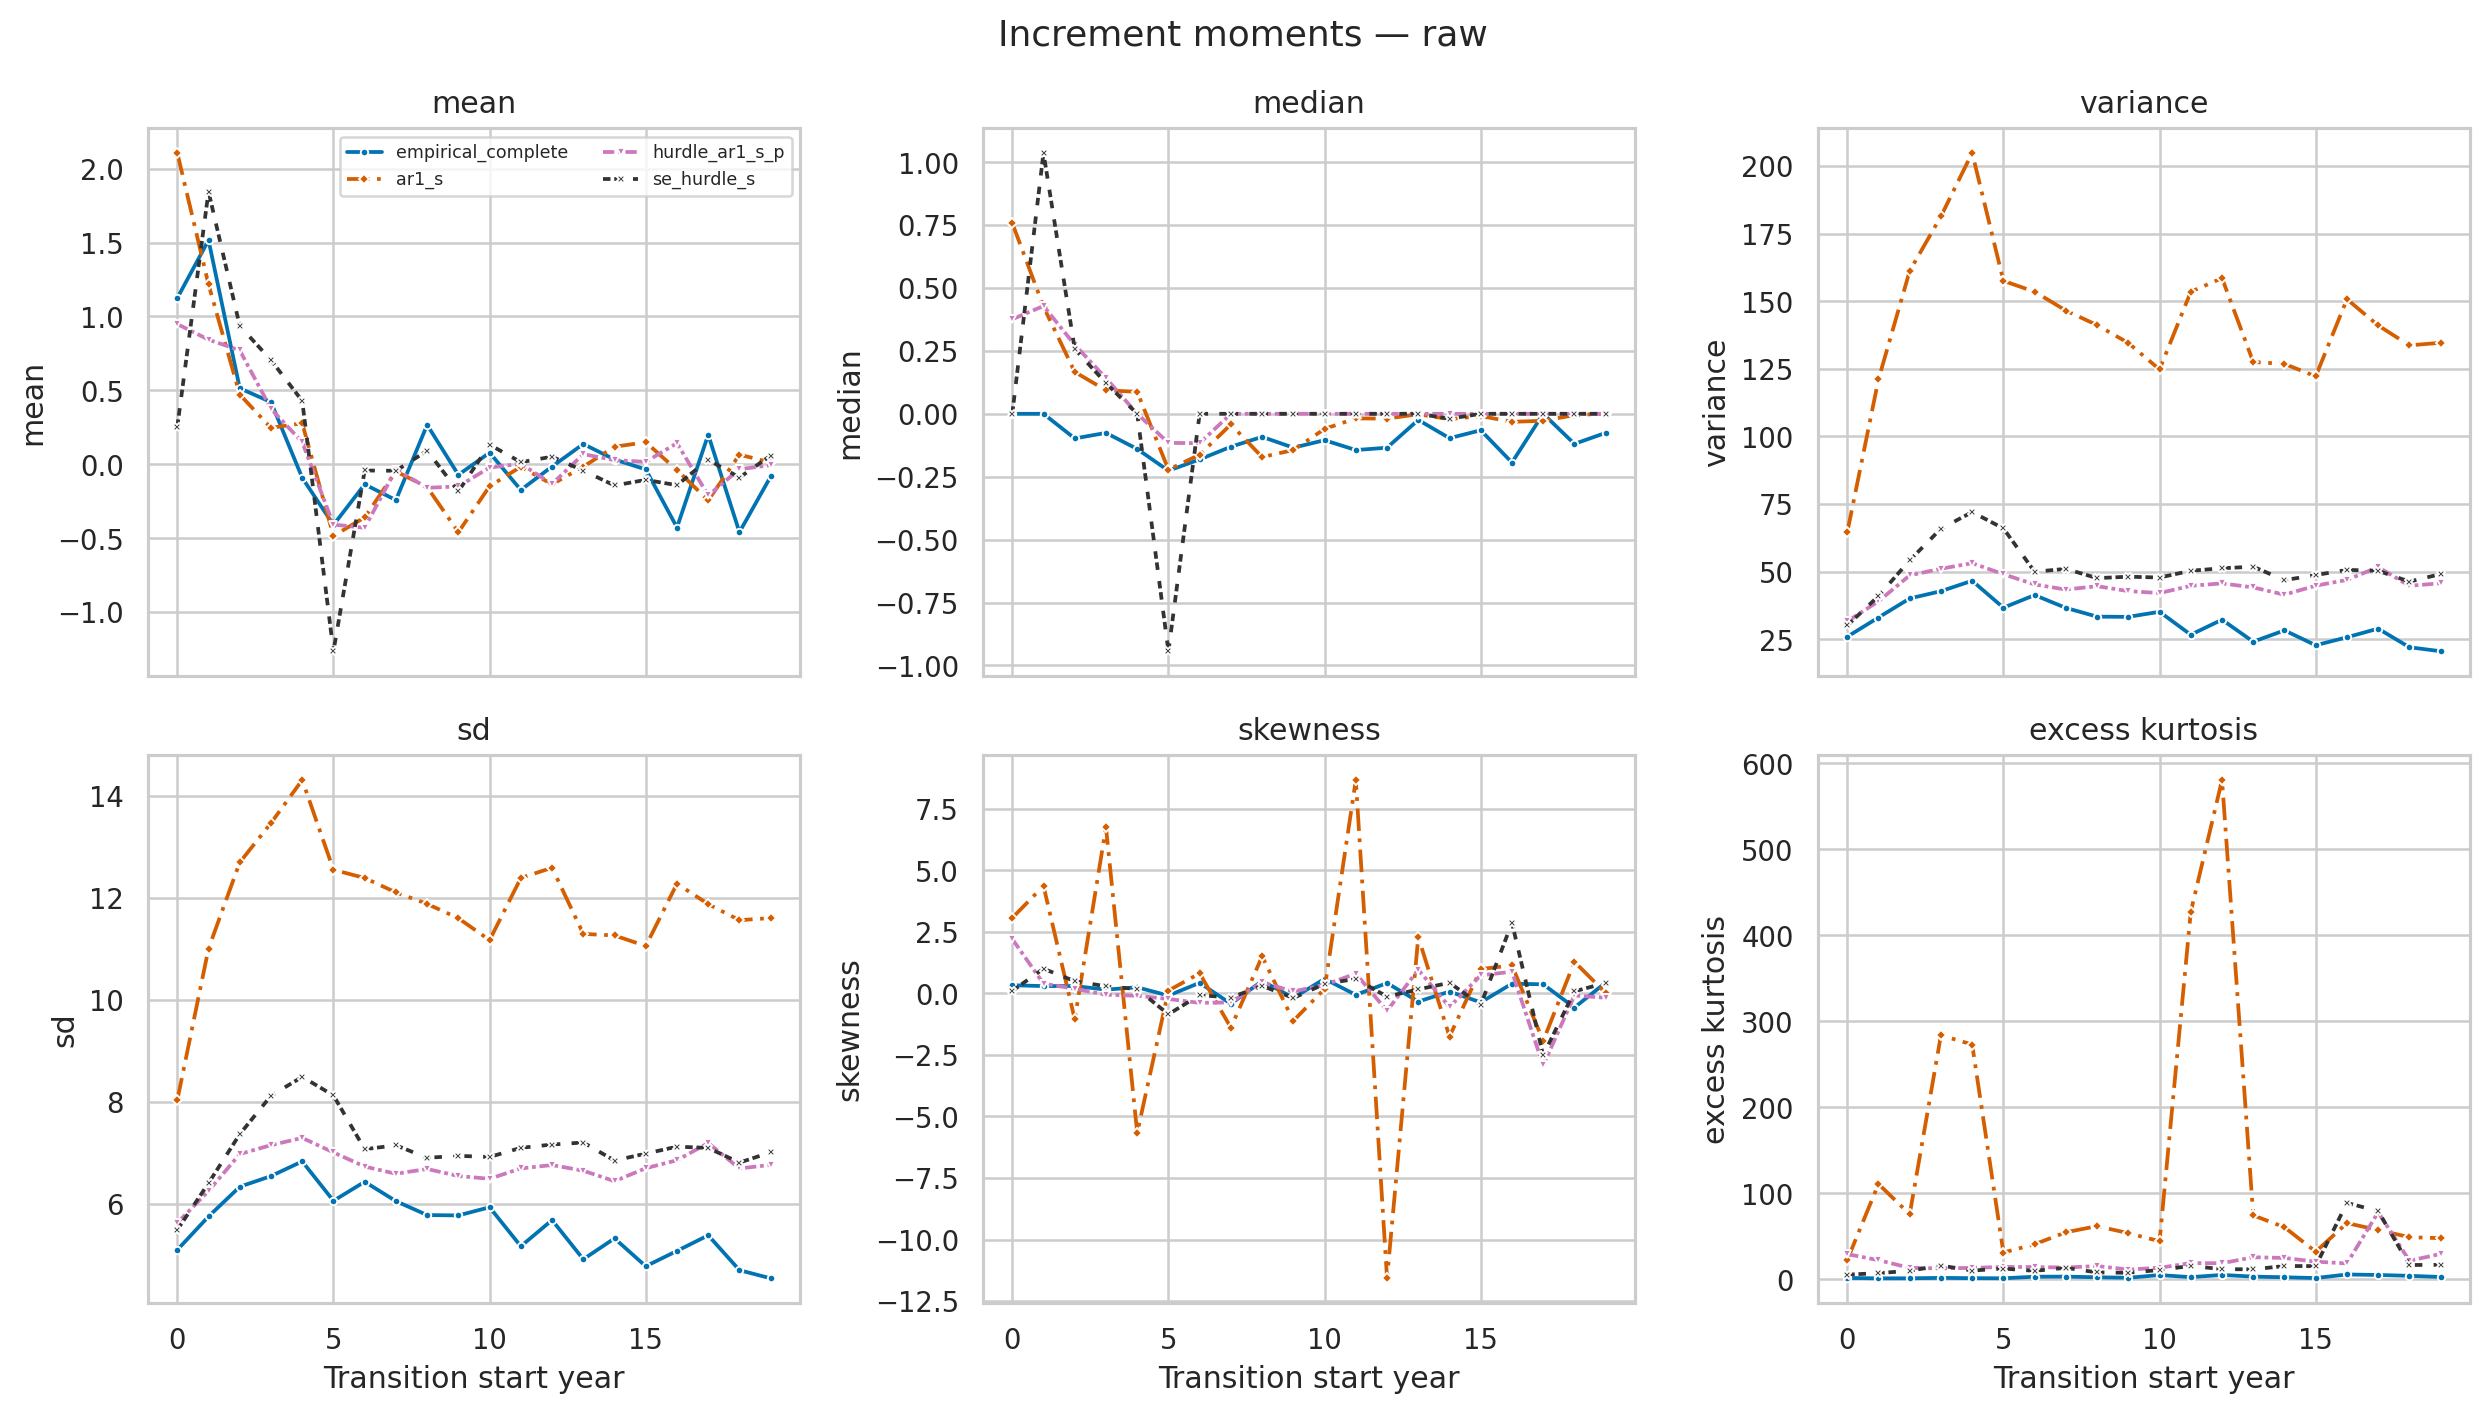 Increment moments — raw
mean
median
variance
empirical_complete
ar1_s
hurdle_ar1_s_p
se_hurdle_s
mean
2.0
1.5
1.0
0.5
0.0
−0.5
−1.0
median
1.00
0.75
0.50
0.25
0.00
−0.25
−0.50
−0.75
−1.00
variance
200
175
150
125
100
75
50
25
sd
skewness
excess kurtosis
sd
14
12
10
8
6
0 5 10 15
Transition start year
skewness
7.5
5.0
2.5
0.0
−2.5
−5.0
−7.5
−10.0
−12.5
0 5 10 15
Transition start year
excess kurtosis
600
500
400
300
200
100
0
0 5 10 15
Transition start year